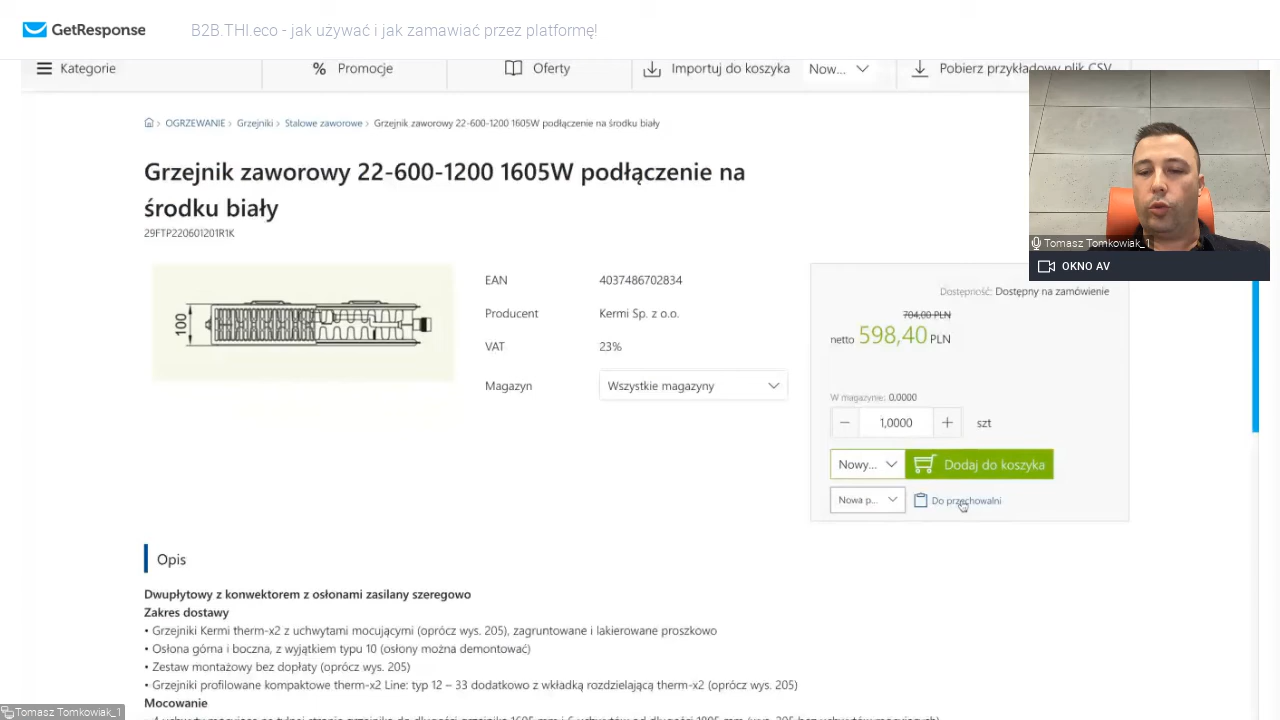 GetResponse
B2B.THI.eco - jak używać i jak zamawiać przez platformę!
Kategorie
Promocje
Oferty
Importuj do koszyka
Now...
Pobierz przykładowy plik CSV
OGRZEWANIE › Grzejniki › Stalowe zaworowe › Grzejnik zaworowy 22-600-1200 1605W podłączenie na środku biały
Grzejnik zaworowy 22-600-1200 1605W podłączenie na
środku biały
29FTP220601201R1K
Tomasz Tomkowiak_1
OKNO AV
100
EAN 4037486702834
Producent Kermi Sp. z o.o.
VAT 23%
Magazyn Wszystkie magazyny
Dostępność: Dostępny na zamówienie
704,00 PLN
netto 598,40 PLN
W magazynie: 0,0000
− 1,0000 + szt
Nowy... Dodaj do koszyka
Nowa p... Do przechowalni
Opis
Dwupłytowy z konwektorem z osłonami zasilany szeregowo
Zakres dostawy
• Grzejniki Kermi therm-x2 z uchwytami mocującymi (oprócz wys. 205), zagruntowane i lakierowane proszkowo
• Osłona górna i boczna, z wyjątkiem typu 10 (osłony można demontować)
• Zestaw montażowy bez dopłaty (oprócz wys. 205)
• Grzejniki profilowane kompaktowe therm-x2 Line: typ 12 – 33 dodatkowo z wkładką rozdzielającą therm-x2 (oprócz wys. 205)
Mocowanie
Tomasz Tomkowiak_1